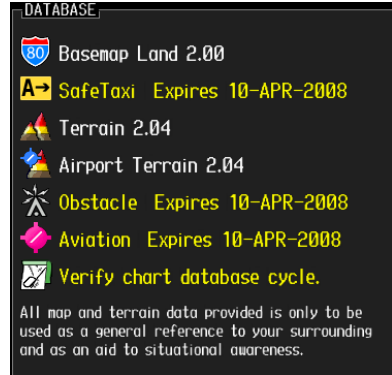 DATABASE
80 Basemap Land 2.00
A→ SafeTaxi Expires 10-APR-2008
Terrain 2.04
Airport Terrain 2.04
Obstacle Expires 10-APR-2008
Aviation Expires 10-APR-2008
Verify chart database cycle.
All map and terrain data provided is only to be
used as a general reference to your surrounding
and as an aid to situational awareness.